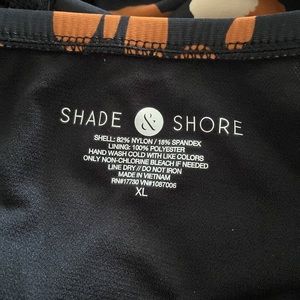 SHADE & SHORE
SHELL: 82% NYLON / 18% SPANDEX
LINING: 100% POLYESTER
HAND WASH COLD WITH LIKE COLORS
ONLY NON-CHLORINE BLEACH IF NEEDED
LINE DRY // DO NOT IRON
MADE IN VIETNAM
RN#17730 VN#1087006
XL